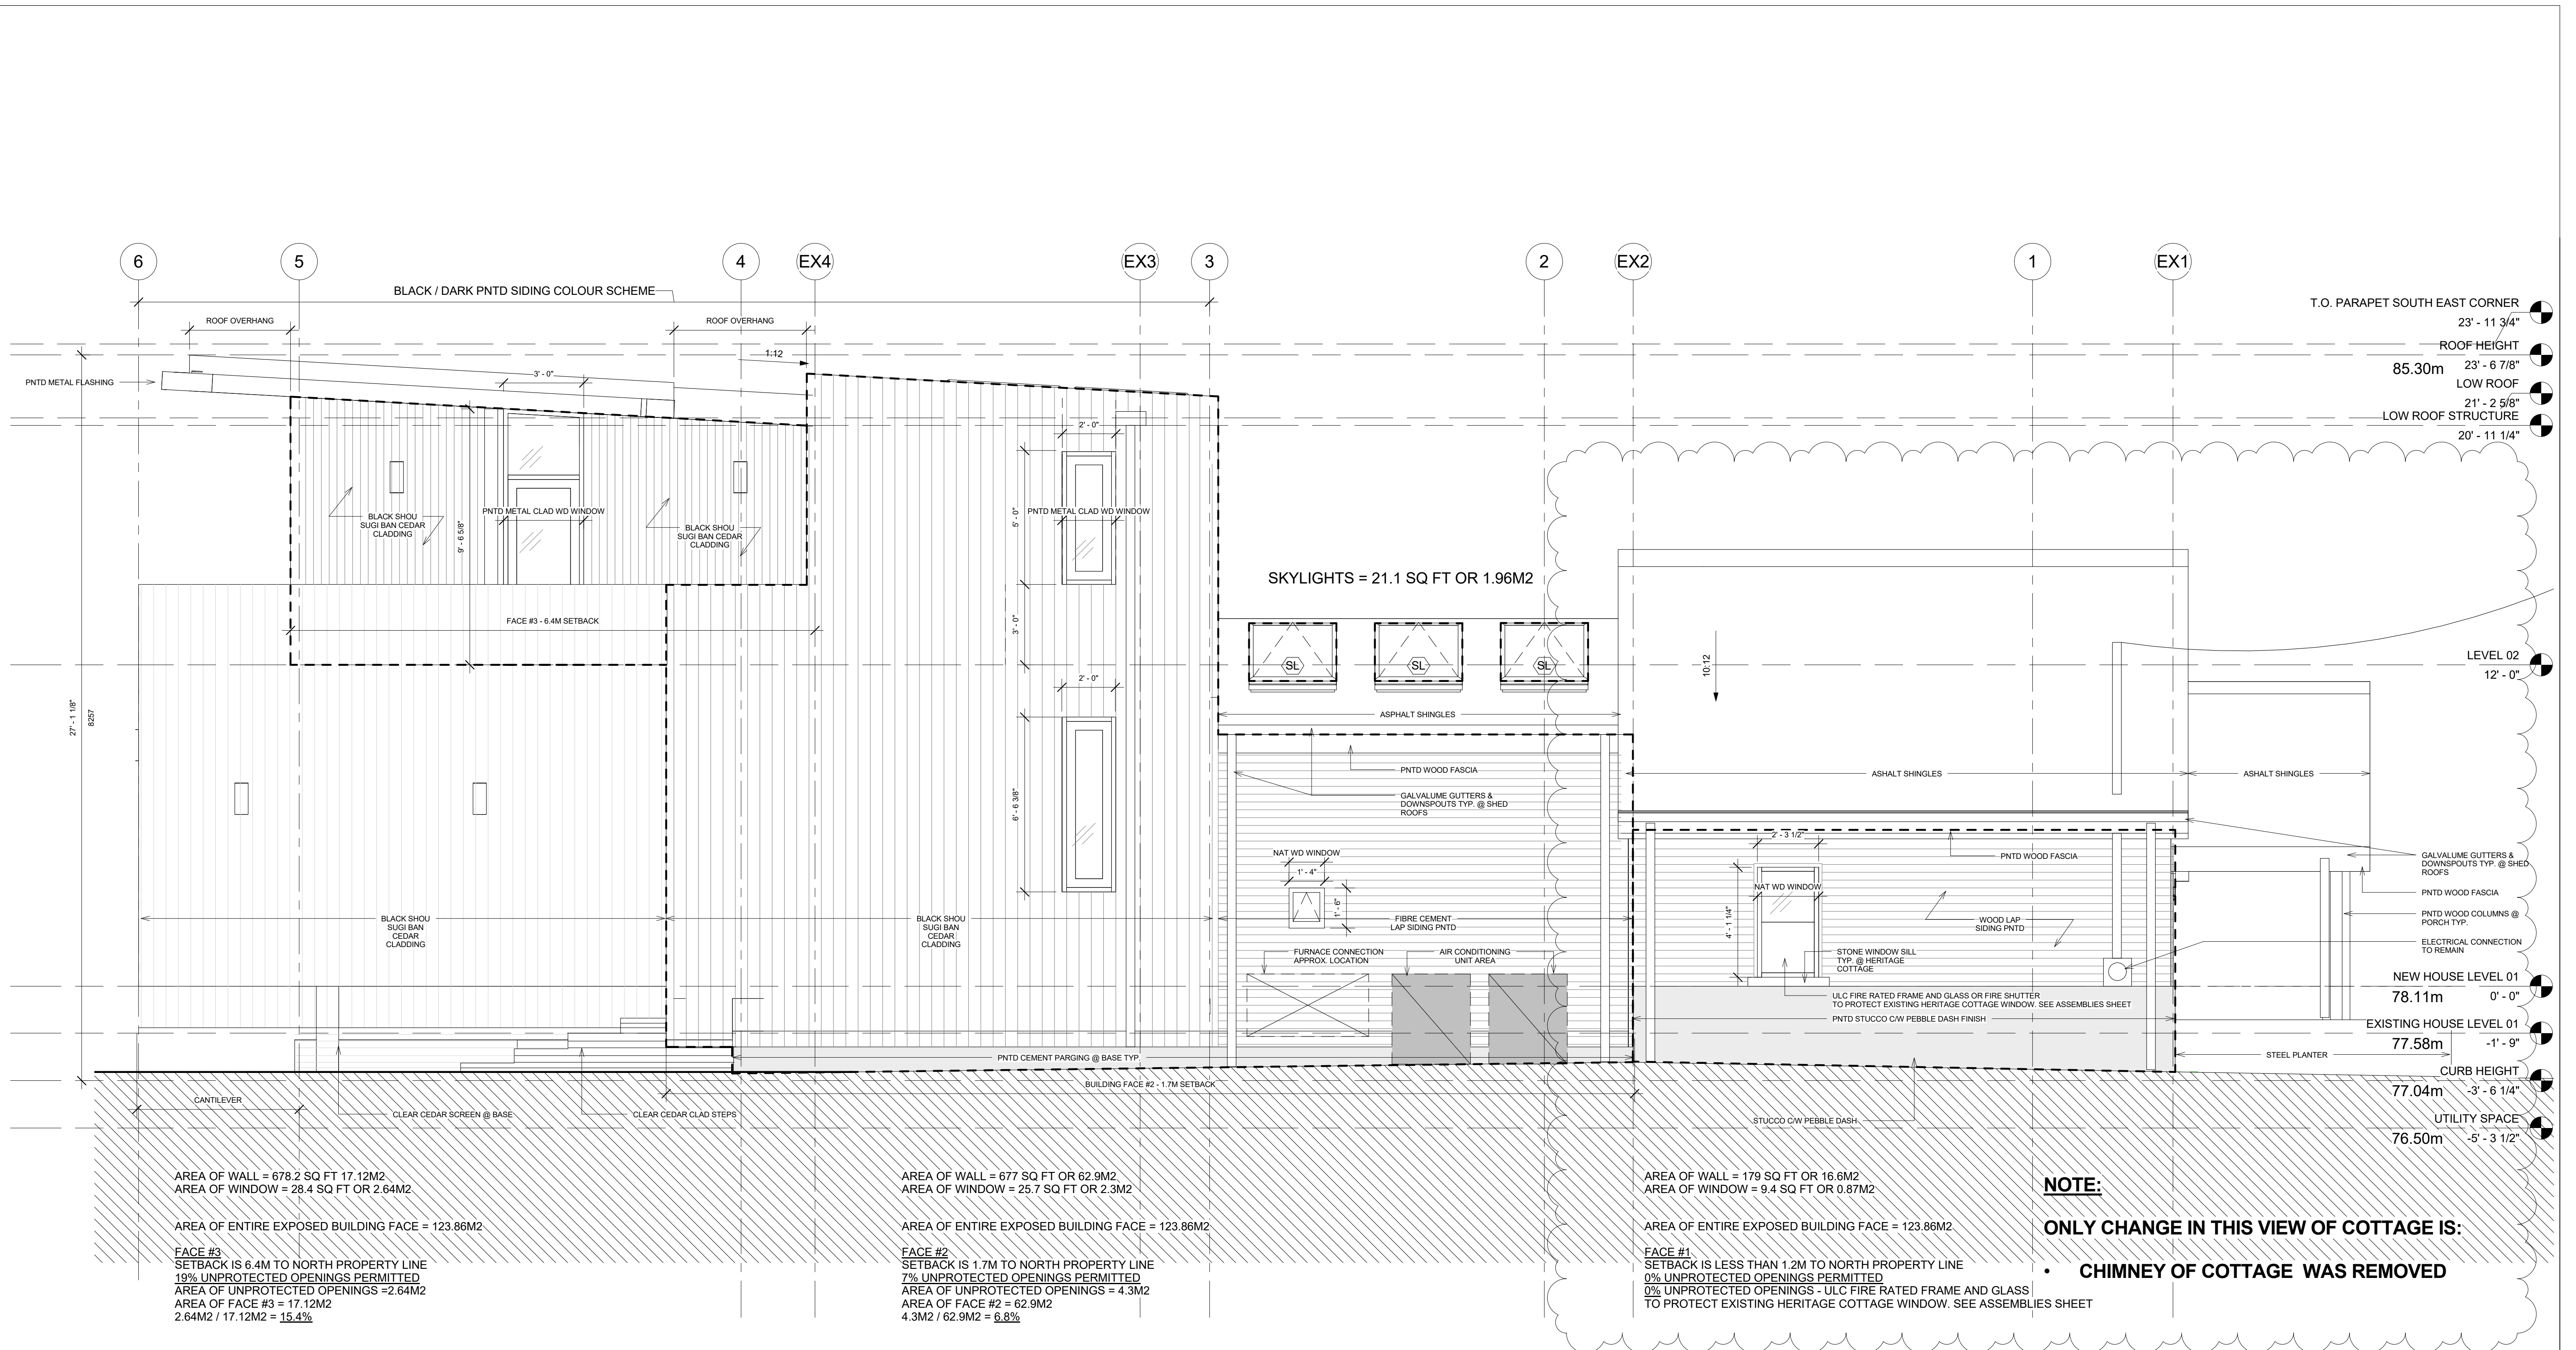 6
5
4
EX4
EX3
3
2
EX2
1
EX1
BLACK / DARK PNTD SIDING COLOUR SCHEME
ROOF OVERHANG
ROOF OVERHANG
1:12
PNTD METAL FLASHING
3' - 0"
T.O. PARAPET SOUTH EAST CORNER
23' - 11 3/4"
ROOF HEIGHT
85.30m 23' - 6 7/8"
LOW ROOF
21' - 2 5/8"
LOW ROOF STRUCTURE
20' - 11 1/4"
2' - 0"
PNTD METAL CLAD WD WINDOW
PNTD METAL CLAD WD WINDOW
BLACK SHOU
SUGI BAN CEDAR
CLADDING
BLACK SHOU
SUGI BAN CEDAR
CLADDING
9' - 6 5/8"
5' - 0"
SKYLIGHTS = 21.1 SQ FT OR 1.96M2
FACE #3 - 6.4M SETBACK
3' - 0"
SL
SL
SL
10:12
LEVEL 02
12' - 0"
2' - 0"
27' - 1 1/8"
8257
ASPHALT SHINGLES
PNTD WOOD FASCIA
ASHALT SHINGLES
ASHALT SHINGLES
GALVALUME GUTTERS &
DOWNSPOUTS TYP. @ SHED
ROOFS
6' - 6 3/8"
2' - 3 1/2"
NAT WD WINDOW
1' - 4"
1' - 6"
PNTD WOOD FASCIA
GALVALUME GUTTERS &
DOWNSPOUTS TYP. @ SHED
ROOFS
NAT WD WINDOW
4' - 1 1/4"
PNTD WOOD FASCIA
PNTD WOOD COLUMNS @
PORCH TYP.
BLACK SHOU
SUGI BAN
CEDAR
CLADDING
BLACK SHOU
SUGI BAN
CEDAR
CLADDING
FIBRE CEMENT
LAP SIDING PNTD
WOOD LAP
SIDING PNTD
ELECTRICAL CONNECTION
TO REMAIN
FURNACE CONNECTION
APPROX. LOCATION
AIR CONDITIONING
UNIT AREA
STONE WINDOW SILL
TYP. @ HERITAGE
COTTAGE
NEW HOUSE LEVEL 01
78.11m 0' - 0"
ULC FIRE RATED FRAME AND GLASS OR FIRE SHUTTER
TO PROTECT EXISTING HERITAGE COTTAGE WINDOW. SEE ASSEMBLIES SHEET
PNTD STUCCO C/W PEBBLE DASH FINISH
EXISTING HOUSE LEVEL 01
77.58m -1' - 9"
PNTD CEMENT PARGING @ BASE TYP.
STEEL PLANTER
BUILDING FACE #2 - 1.7M SETBACK
CURB HEIGHT
77.04m -3' - 6 1/4"
CANTILEVER
CLEAR CEDAR SCREEN @ BASE
CLEAR CEDAR CLAD STEPS
STUCCO C/W PEBBLE DASH
UTILITY SPACE
76.50m -5' - 3 1/2"
AREA OF WALL = 678.2 SQ FT 17.12M2
AREA OF WINDOW = 28.4 SQ FT OR 2.64M2
AREA OF ENTIRE EXPOSED BUILDING FACE = 123.86M2
FACE #3
SETBACK IS 6.4M TO NORTH PROPERTY LINE
19% UNPROTECTED OPENINGS PERMITTED
AREA OF UNPROTECTED OPENINGS =2.64M2
AREA OF FACE #3 = 17.12M2
2.64M2 / 17.12M2 = 15.4%
AREA OF WALL = 677 SQ FT OR 62.9M2
AREA OF WINDOW = 25.7 SQ FT OR 2.3M2
AREA OF ENTIRE EXPOSED BUILDING FACE = 123.86M2
FACE #2
SETBACK IS 1.7M TO NORTH PROPERTY LINE
7% UNPROTECTED OPENINGS PERMITTED
AREA OF UNPROTECTED OPENINGS = 4.3M2
AREA OF FACE #2 = 62.9M2
4.3M2 / 62.9M2 = 6.8%
AREA OF WALL = 179 SQ FT OR 16.6M2
AREA OF WINDOW = 9.4 SQ FT OR 0.87M2
AREA OF ENTIRE EXPOSED BUILDING FACE = 123.86M2
FACE #1
SETBACK IS LESS THAN 1.2M TO NORTH PROPERTY LINE
0% UNPROTECTED OPENINGS PERMITTED
0% UNPROTECTED OPENINGS - ULC FIRE RATED FRAME AND GLASS
TO PROTECT EXISTING HERITAGE COTTAGE WINDOW. SEE ASSEMBLIES SHEET
NOTE:
ONLY CHANGE IN THIS VIEW OF COTTAGE IS:
• CHIMNEY OF COTTAGE WAS REMOVED